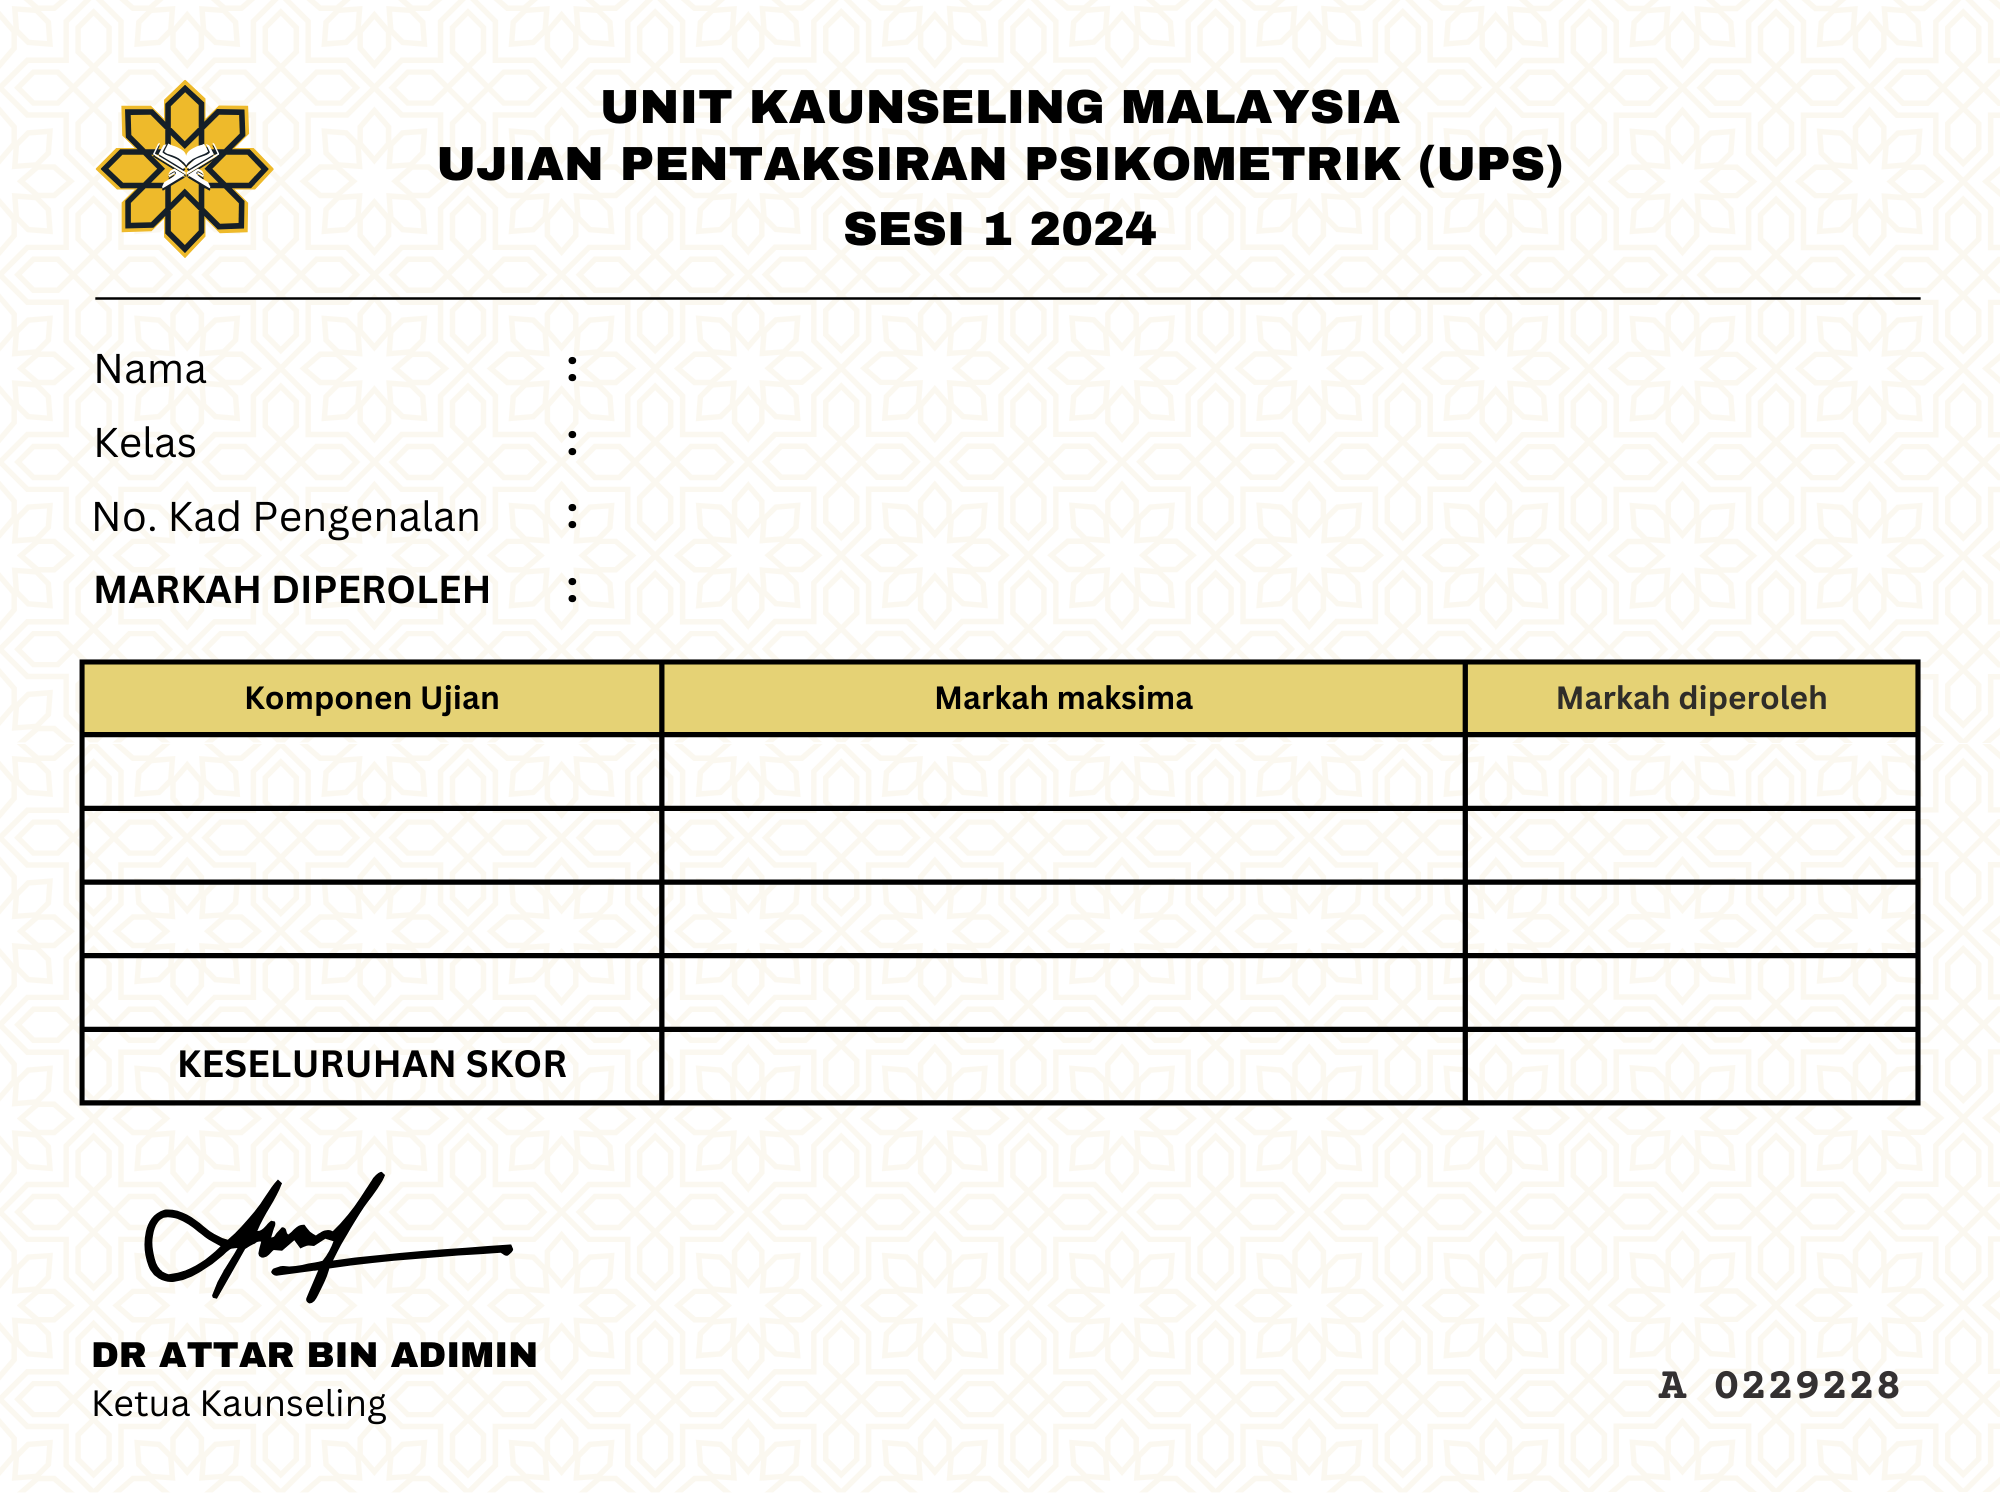 UNIT KAUNSELING MALAYSIA
UJIAN PENTAKSIRAN PSIKOMETRIK (UPS)
SESI 1 2024
Nama :
Kelas :
No. Kad Pengenalan :
MARKAH DIPEROLEH :
Komponen Ujian Markah maksima Markah diperoleh
KESELURUHAN SKOR
DR ATTAR BIN ADIMIN
Ketua Kaunseling
A 0229228